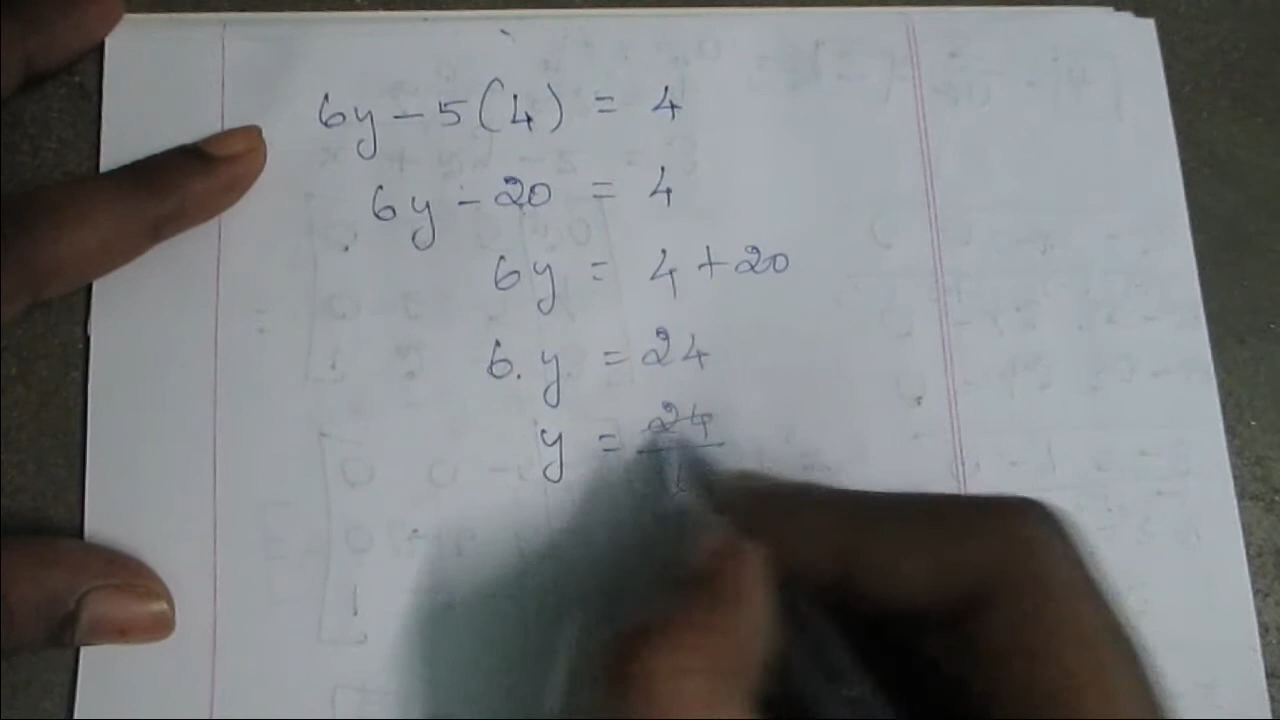 6y - 5(4) = 4
6y - 20 = 4
6y = 4 + 20
6. y = 24
y = 24